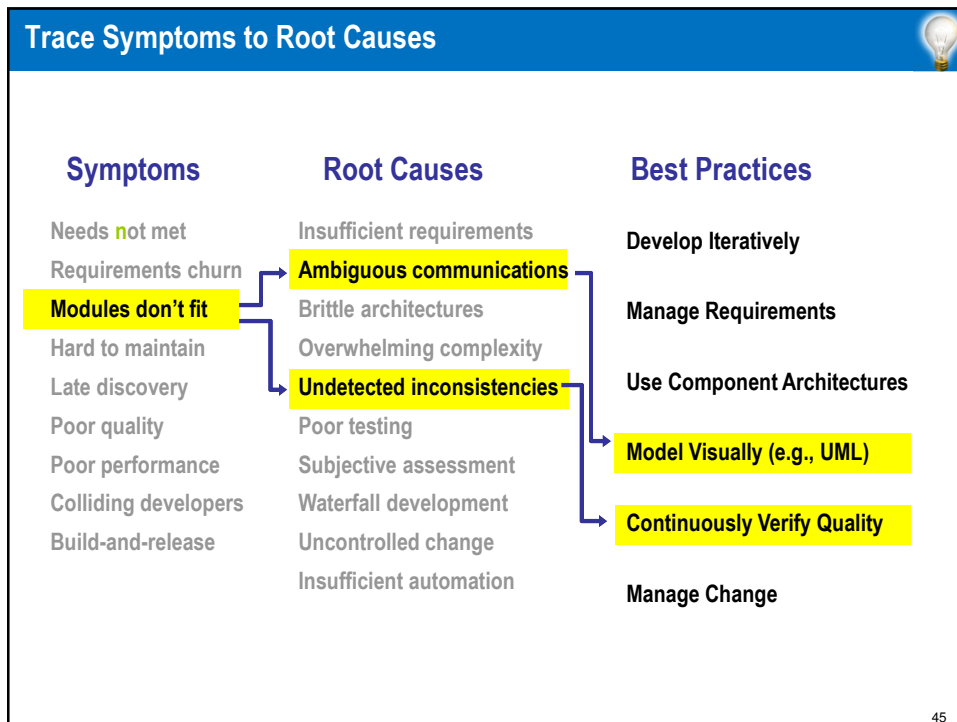 Trace Symptoms to Root Causes
Symptoms
Needs not met
Requirements churn
Modules don’t fit
Hard to maintain
Late discovery
Poor quality
Poor performance
Colliding developers
Build-and-release
Root Causes
Insufficient requirements
Ambiguous communications
Brittle architectures
Overwhelming complexity
Undetected inconsistencies
Poor testing
Subjective assessment
Waterfall development
Uncontrolled change
Insufficient automation
Best Practices
Develop Iteratively
Manage Requirements
Use Component Architectures
Model Visually (e.g., UML)
Continuously Verify Quality
Manage Change
45